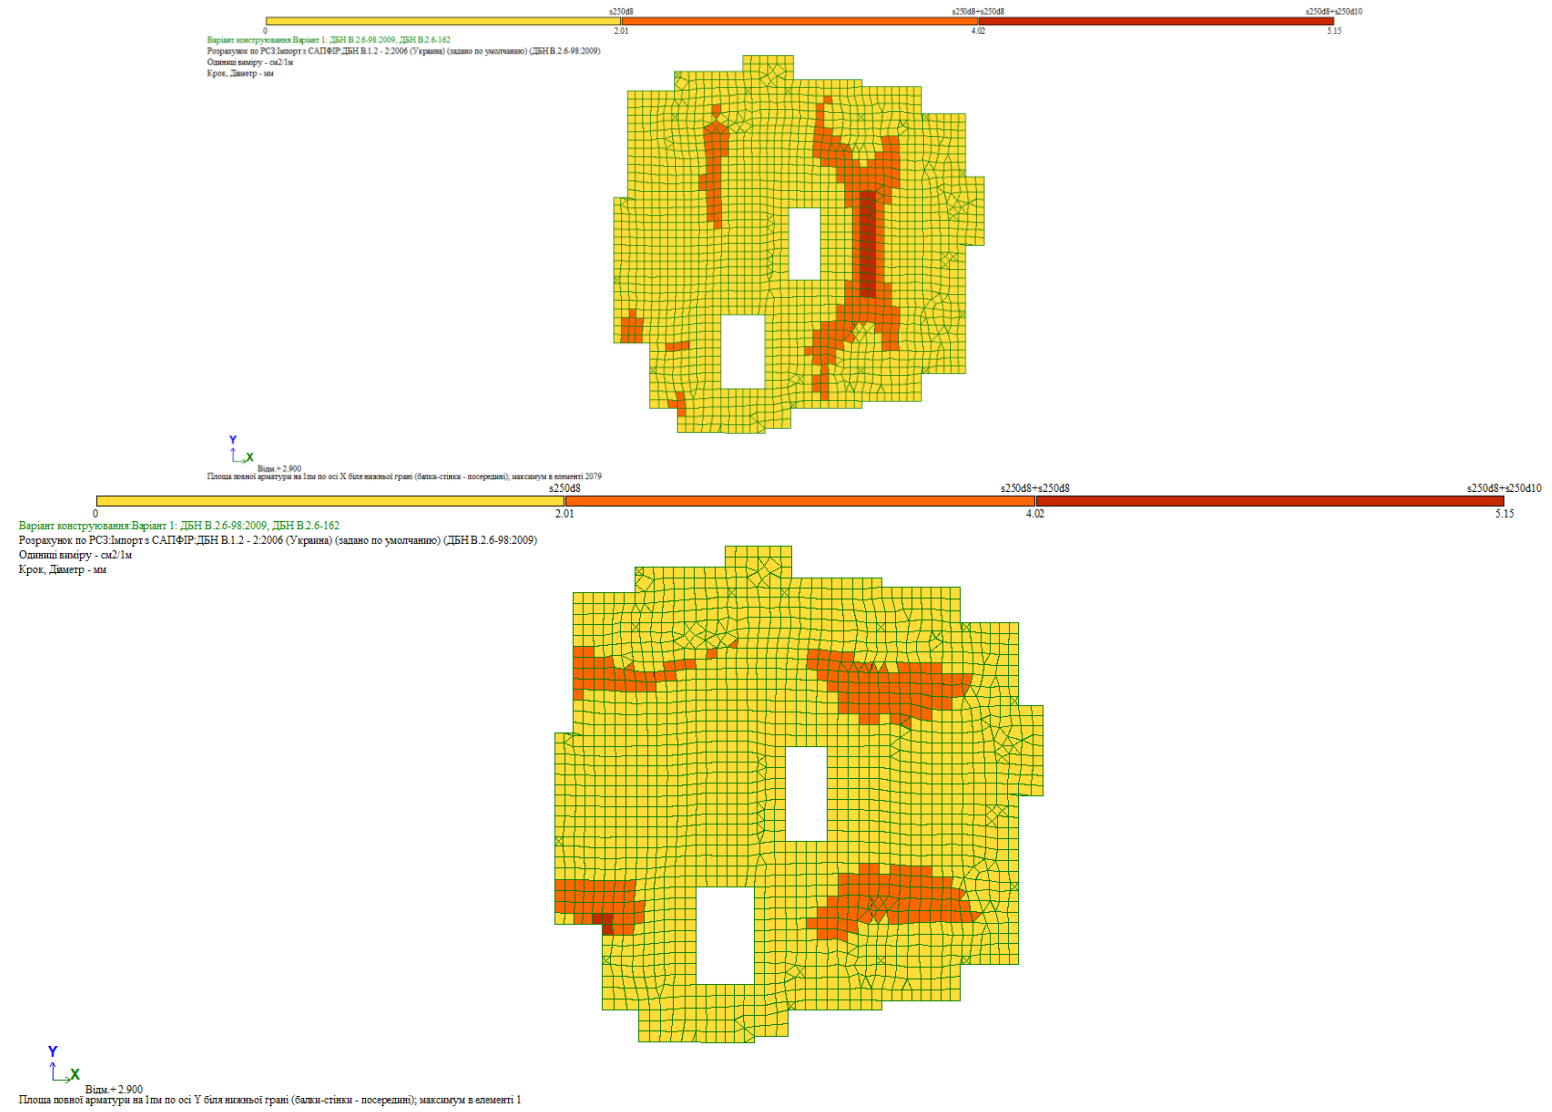 s250d8 s250d8+s250d8 s250d8+s250d10
0 2.01 4.02 5.15
Варіант конструювання:Варіант 1: ДБН В.2.6-98:2009, ДБН В.2.6-162
Розрахунок по РСЗ:Імпорт з САПФІР:ДБН В.1.2 - 2:2006 (Украина) (задано по умолчанию) (ДБН В.2.6-98:2009)
Одиниці виміру - см2/1м
Крок, Діаметр - мм
Y
X
Відм.+ 2.900
Площа повної арматури на 1пм по осі X біля нижньої грані (балки-стінки - посередині); максимум в елементі 2079
s250d8 s250d8+s250d8 s250d8+s250d10
0 2.01 4.02 5.15
Варіант конструювання:Варіант 1: ДБН В.2.6-98:2009, ДБН В.2.6-162
Розрахунок по РСЗ:Імпорт з САПФІР:ДБН В.1.2 - 2:2006 (Украина) (задано по умолчанию) (ДБН В.2.6-98:2009)
Одиниці виміру - см2/1м
Крок, Діаметр - мм
Y
X
Відм.+ 2.900
Площа повної арматури на 1пм по осі Y біля нижньої грані (балки-стінки - посередині); максимум в елементі 1